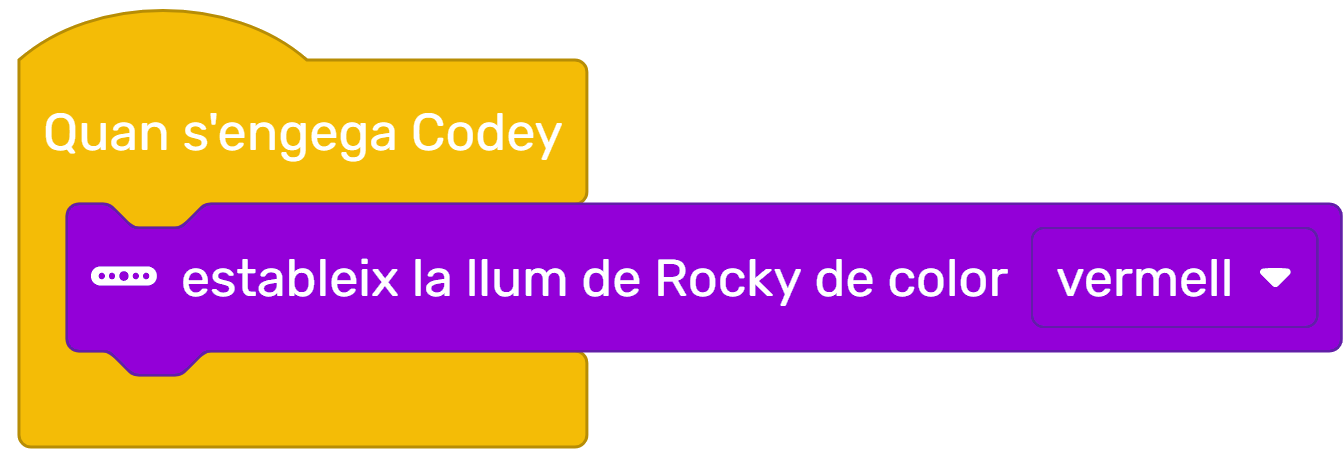 Quan s'engega Codey
estableix la llum de Rocky de color vermell